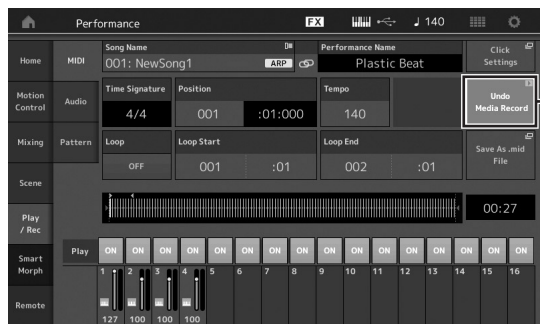 Performance
FX
140
Home
Motion
Control
Mixing
Scene
Play
/ Rec
Smart
Morph
Remote
MIDI
Audio
Pattern
Song Name
001: NewSong1
ARP
Performance Name
Plastic Beat
Click
Settings
Time Signature
4/4
Position
001
:01:000
Tempo
140
Undo
Media Record
Loop
OFF
Loop Start
001
:01
Loop End
002
:01
Save As .mid
File
00:27
Play
ON ON ON ON ON ON ON ON ON ON ON ON ON ON ON ON
1 2 3 4 5 6 7 8 9 10 11 12 13 14 15 16
127 100 100 100